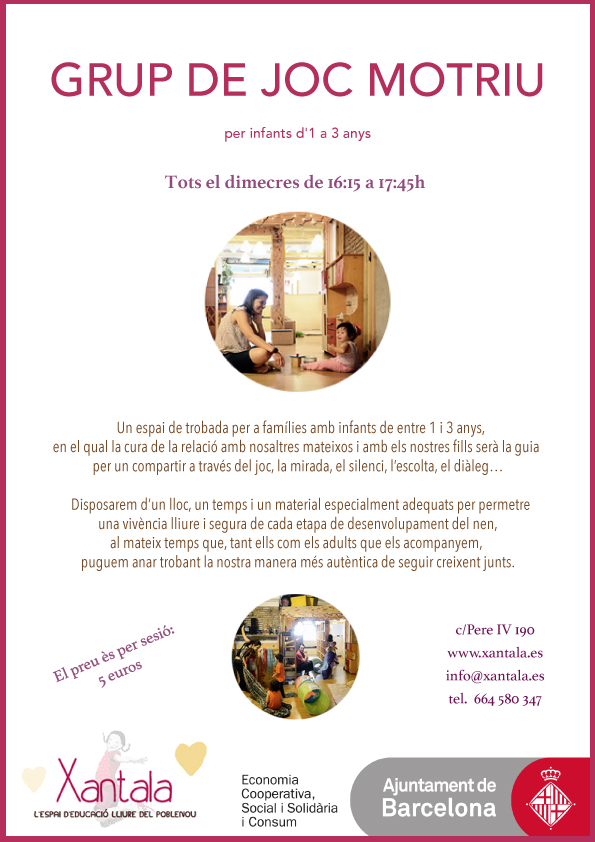 GRUP DE JOC MOTRIU
per infants d'1 a 3 anys
Tots el dimecres de 16:15 a 17:45h
Un espai de trobada per a famílies amb infants de entre 1 i 3 anys,
en el qual la cura de la relació amb nosaltres mateixos i amb els nostres fills serà la guia
per un compartir a través del joc, la mirada, el silenci, l'escolta, el diàleg…
Disposarem d'un lloc, un temps i un material especialment adequats per permetre
una vivència lliure i segura de cada etapa de desenvolupament del nen,
al mateix temps que, tant ells com els adults que els acompanyem,
puguem anar trobant la nostra manera més autèntica de seguir creixent junts.
El preu ès per sesió:
5 euros
c/Pere IV 190
www.xantala.es
info@xantala.es
tel. 664 580 347
Xantala
L'ESPAI D'EDUCACIÓ LLIURE DEL POBLENOU
Economia
Cooperativa,
Social i Solidària
i Consum
Ajuntament de
Barcelona